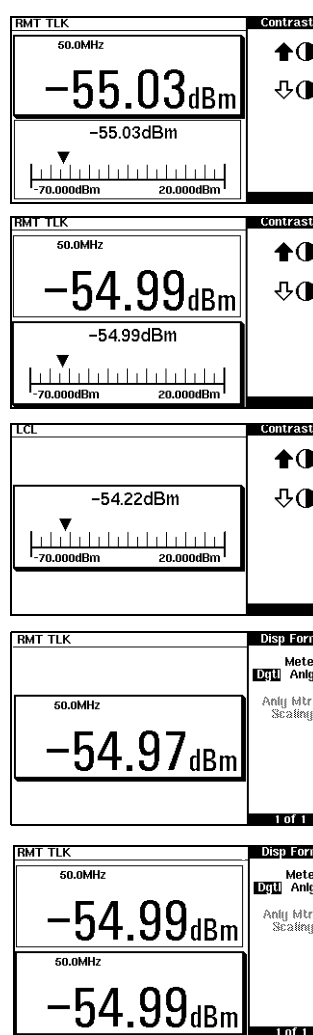 RMT TLK Contrast
50.0MHz
−55.03dBm
−55.03dBm
-70.000dBm 20.000dBm
RMT TLK Contrast
50.0MHz
−54.99dBm
−54.99dBm
-70.000dBm 20.000dBm
LCL Contrast
−54.22dBm
-70.000dBm 20.000dBm
RMT TLK Disp Form
Mete
Dgtl Anlg
Anlg Mtr
Scaling
50.0MHz
−54.97dBm
1 of 1
RMT TLK Disp Form
Mete
Dgtl Anlg
Anlg Mtr
Scaling
50.0MHz
−54.99dBm
50.0MHz
−54.99dBm
1 of 1